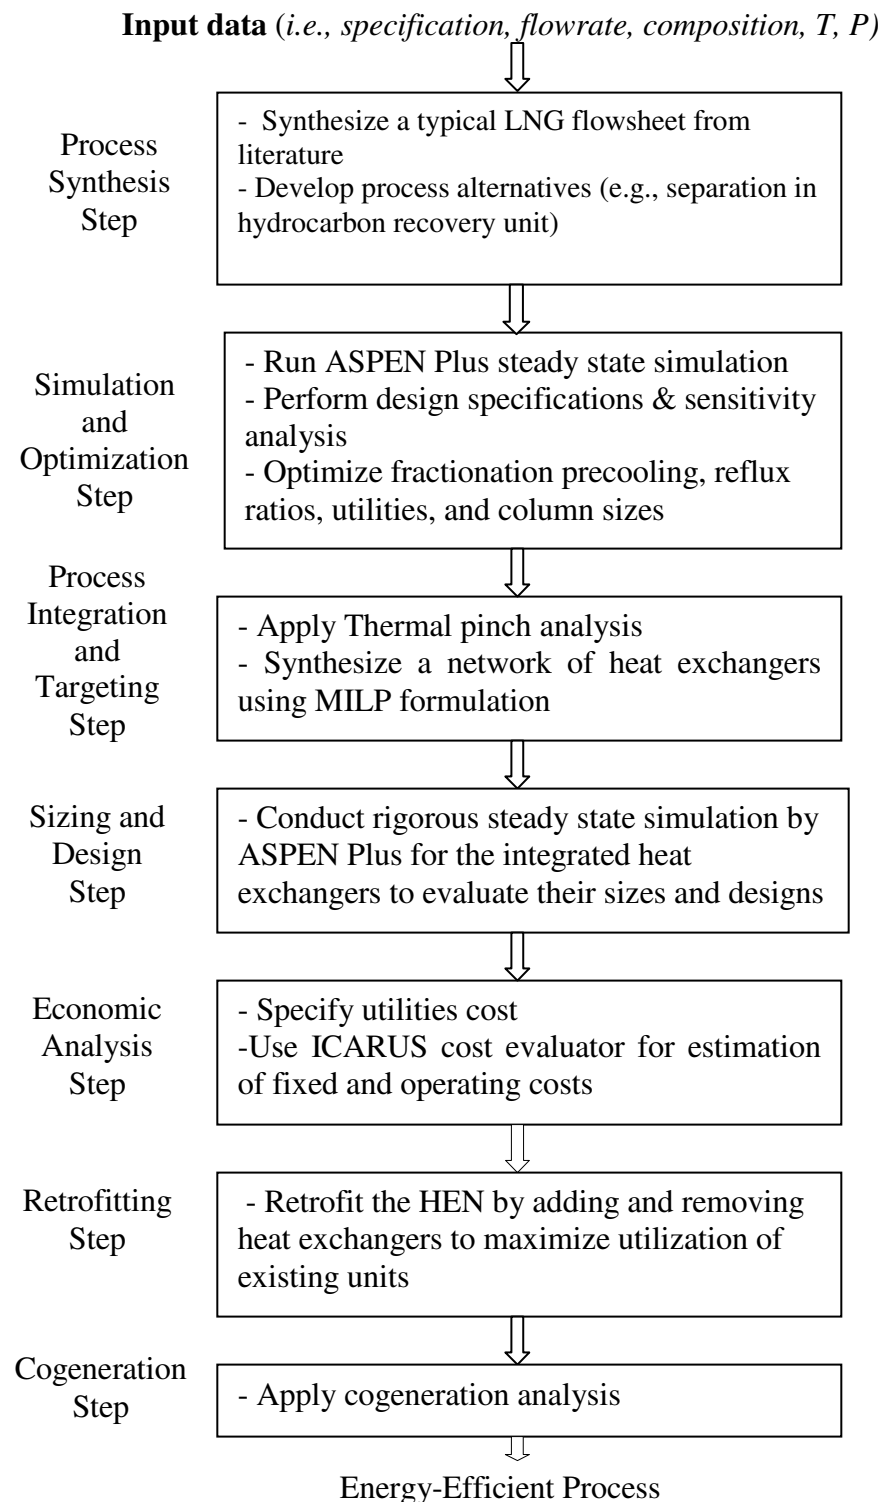 Input data (i.e., specification, flowrate, composition, T, P)
Process
Synthesis
Step
- Synthesize a typical LNG flowsheet from
literature
- Develop process alternatives (e.g., separation in
hydrocarbon recovery unit)
Simulation
and
Optimization
Step
- Run ASPEN Plus steady state simulation
- Perform design specifications & sensitivity
analysis
- Optimize fractionation precooling, reflux
ratios, utilities, and column sizes
Process
Integration
and
Targeting
Step
- Apply Thermal pinch analysis
- Synthesize a network of heat exchangers
using MILP formulation
Sizing and
Design
Step
- Conduct rigorous steady state simulation by
ASPEN Plus for the integrated heat
exchangers to evaluate their sizes and designs
Economic
Analysis
Step
- Specify utilities cost
-Use ICARUS cost evaluator for estimation
of fixed and operating costs
Retrofitting
Step
- Retrofit the HEN by adding and removing
heat exchangers to maximize utilization of
existing units
Cogeneration
Step
- Apply cogeneration analysis
Energy-Efficient Process